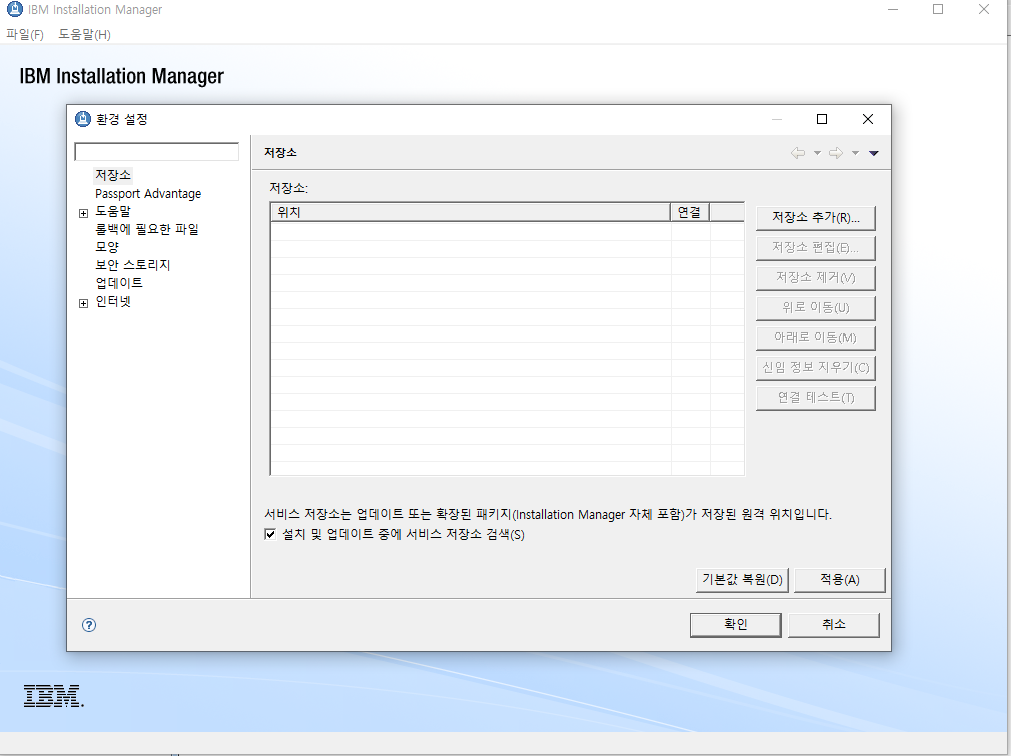 IBM Installation Manager
파일(F) 도움말(H)
IBM Installation Manager
환경 설정
저장소
Passport Advantage
도움말
롤백에 필요한 파일
모양
보안 스토리지
업데이트
인터넷
저장소
저장소:
위치 연결
저장소 추가(R)...
저장소 편집(E)...
저장소 제거(V)
위로 이동(U)
아래로 이동(M)
신임 정보 지우기(C)
연결 테스트(T)
서비스 저장소는 업데이트 또는 확장된 패키지(Installation Manager 자체 포함)가 저장된 원격 위치입니다.
설치 및 업데이트 중에 서비스 저장소 검색(S)
기본값 복원(D) 적용(A)
확인 취소
IBM.